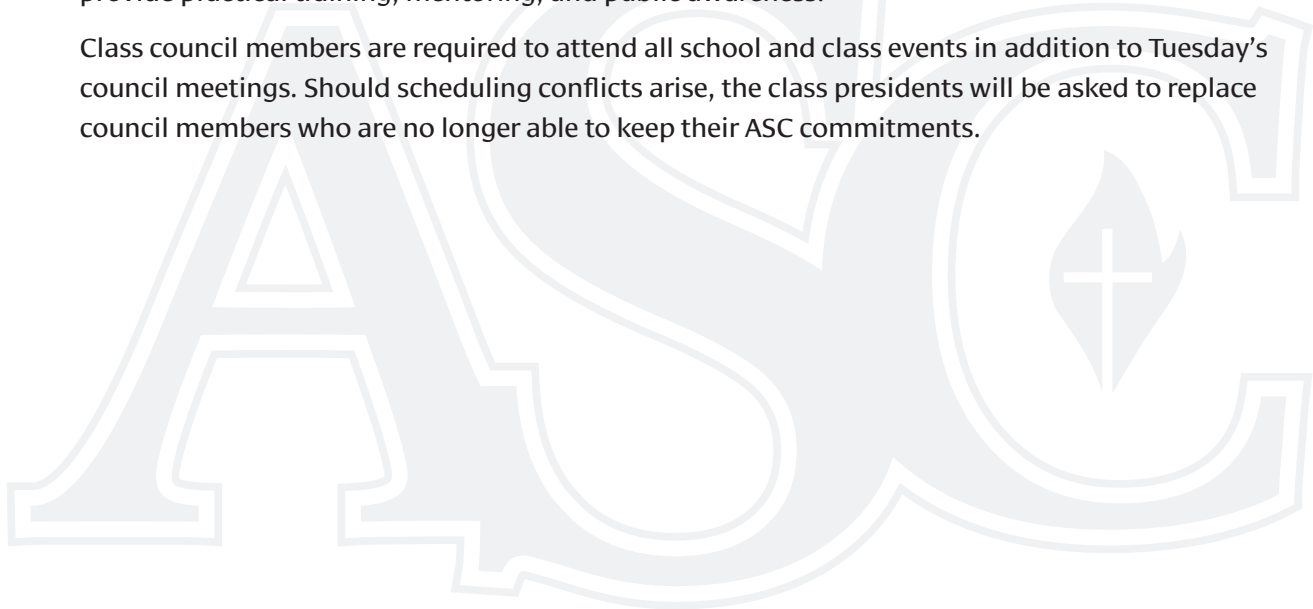 provide practical training, mentoring, and public awareness.
Class council members are required to attend all school and class events in addition to Tuesday’s
council meetings. Should scheduling conflicts arise, the class presidents will be asked to replace
council members who are no longer able to keep their ASC commitments.
ASC